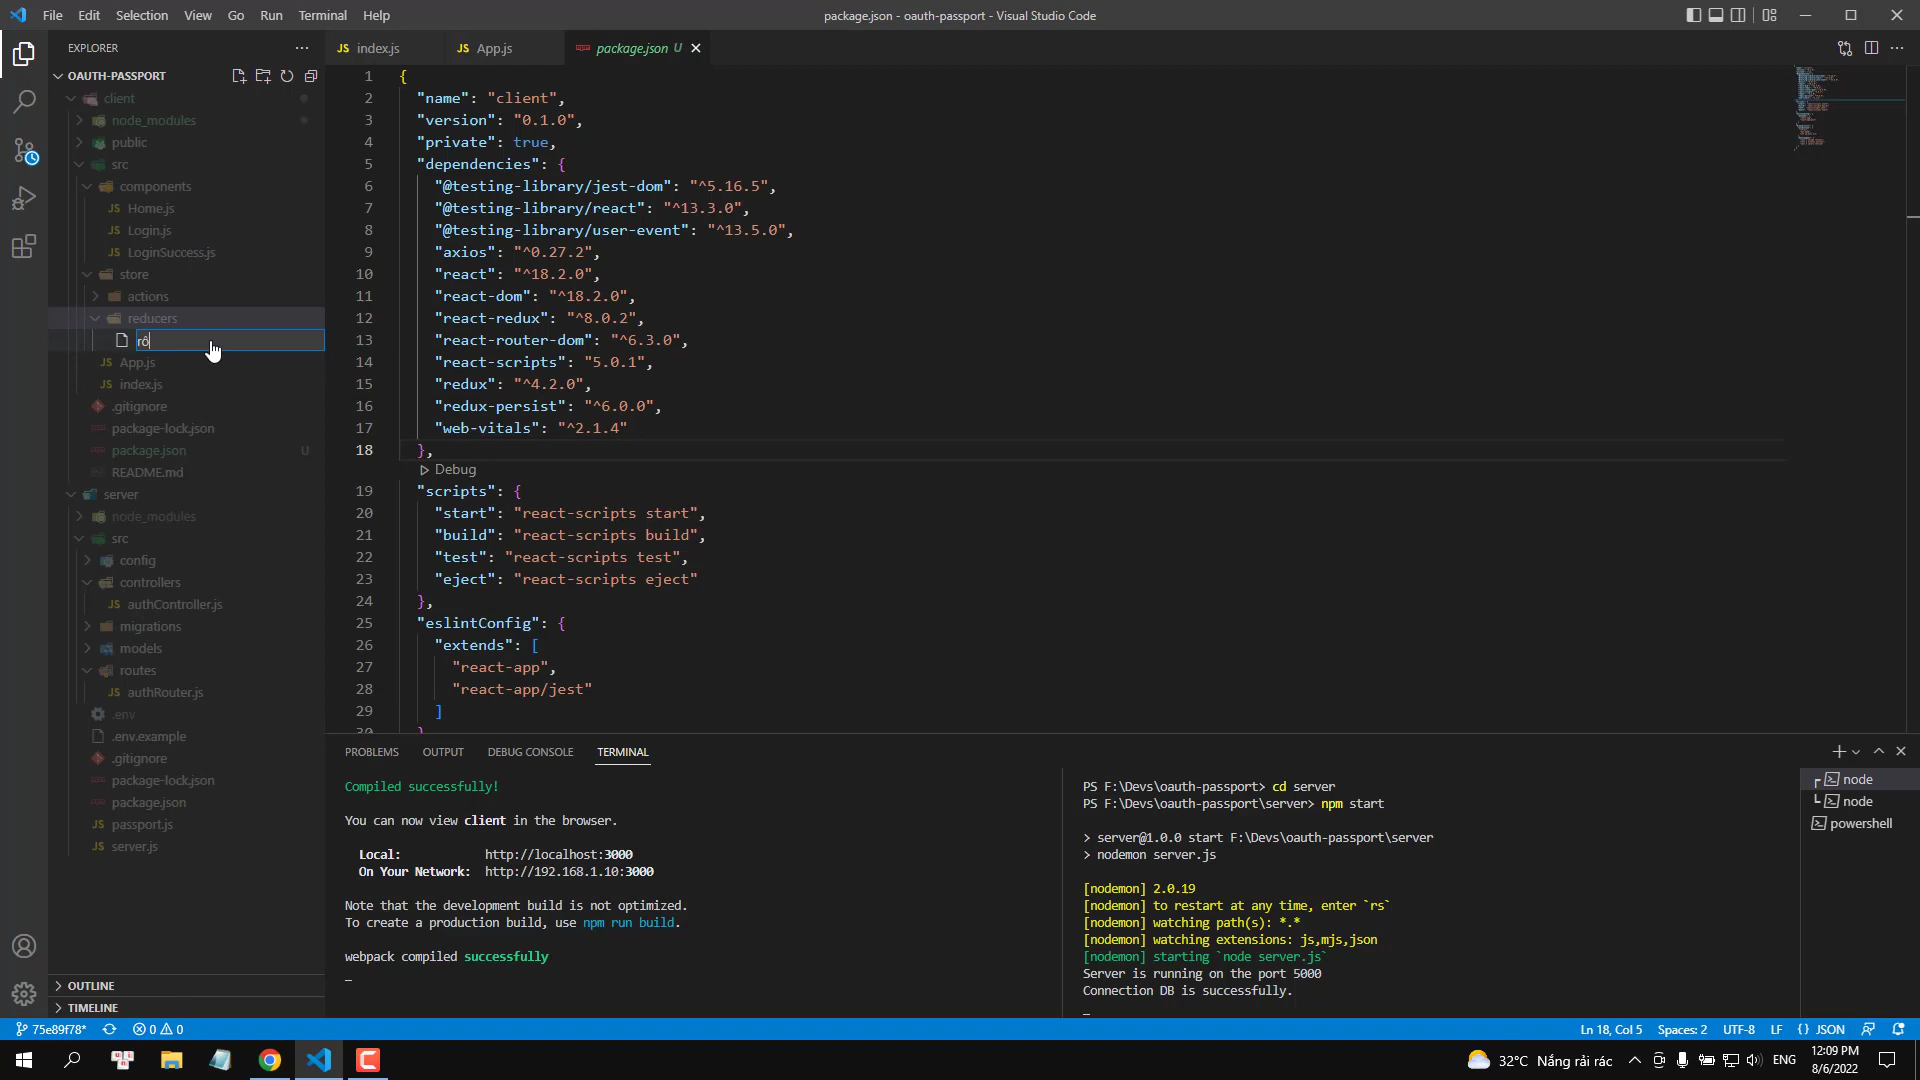 File Edit Selection View Go Run Terminal Help
package.json - oauth-passport - Visual Studio Code
EXPLORER
OAUTH-PASSPORT
client
node_modules
public
src
components
Home.js
Login.js
LoginSuccess.js
store
actions
reducers
rô
App.js
index.js
.gitignore
package-lock.json
package.json U
README.md
server
node_modules
src
config
controllers
authController.js
migrations
models
routes
authRouter.js
.env
.env.example
.gitignore
package-lock.json
package.json
passport.js
server.js
OUTLINE
TIMELINE
JS index.js
JS App.js
package.json U
1 {
2 "name": "client",
3 "version": "0.1.0",
4 "private": true,
5 "dependencies": {
6 "@testing-library/jest-dom": "^5.16.5",
7 "@testing-library/react": "^13.3.0",
8 "@testing-library/user-event": "^13.5.0",
9 "axios": "^0.27.2",
10 "react": "^18.2.0",
11 "react-dom": "^18.2.0",
12 "react-redux": "^8.0.2",
13 "react-router-dom": "^6.3.0",
14 "react-scripts": "5.0.1",
15 "redux": "^4.2.0",
16 "redux-persist": "^6.0.0",
17 "web-vitals": "^2.1.4"
18 },
Debug
19 "scripts": {
20 "start": "react-scripts start",
21 "build": "react-scripts build",
22 "test": "react-scripts test",
23 "eject": "react-scripts eject"
24 },
25 "eslintConfig": {
26 "extends": [
27 "react-app",
28 "react-app/jest"
29 ]
30 }
PROBLEMS OUTPUT DEBUG CONSOLE TERMINAL
Compiled successfully!
You can now view client in the browser.
Local: http://localhost:3000
On Your Network: http://192.168.1.10:3000
Note that the development build is not optimized.
To create a production build, use npm run build.
webpack compiled successfully
PS F:\Devs\oauth-passport> cd server
PS F:\Devs\oauth-passport\server> npm start
> server@1.0.0 start F:\Devs\oauth-passport\server
> nodemon server.js
[nodemon] 2.0.19
[nodemon] to restart at any time, enter `rs`
[nodemon] watching path(s): *.*
[nodemon] watching extensions: js,mjs,json
[nodemon] starting `node server.js`
Server is running on the port 5000
Connection DB is successfully.
node
node
powershell
75e89f78* 0 0
Ln 18, Col 5 Spaces: 2 UTF-8 LF {} JSON
32°C Nắng rải rác
ENG
12:09 PM
8/6/2022